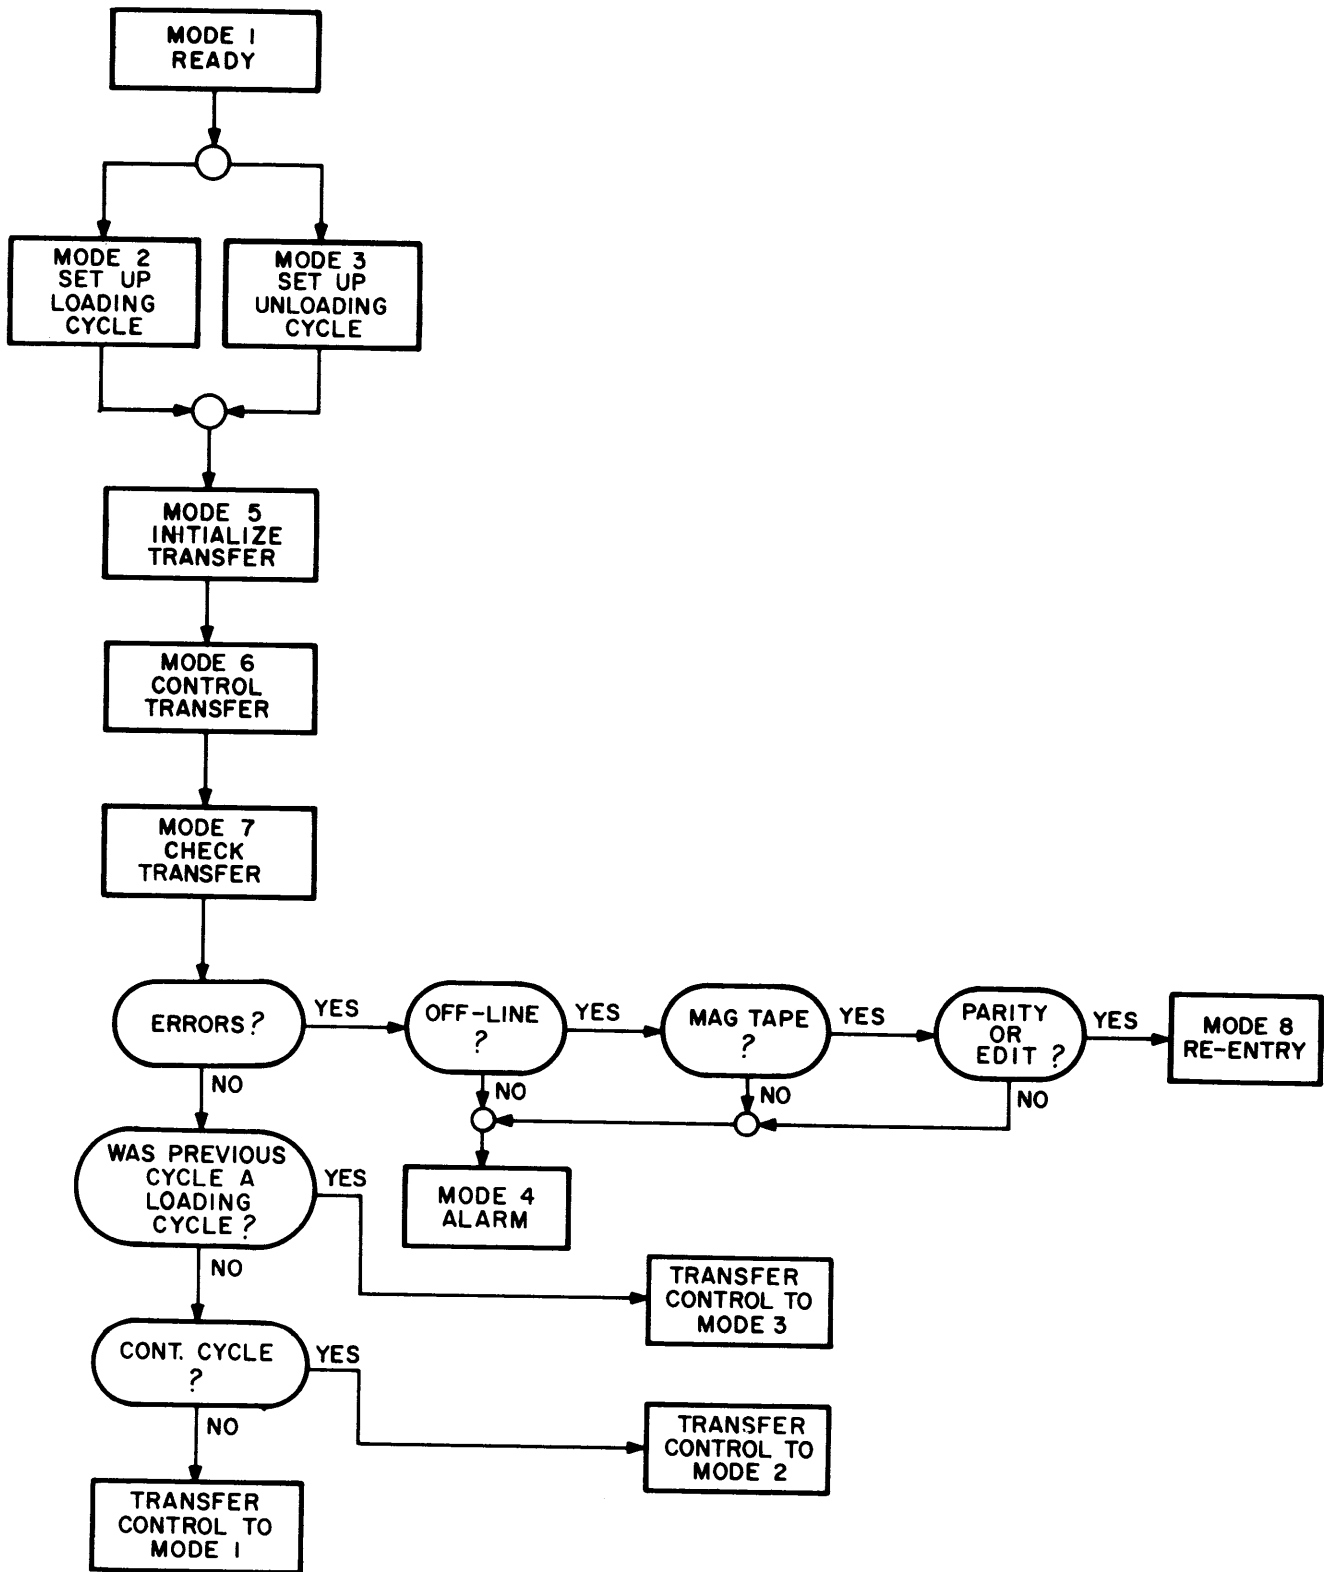 MODE 1
READY
MODE 2
SET UP
LOADING
CYCLE
MODE 3
SET UP
UNLOADING
CYCLE
MODE 5
INITIALIZE
TRANSFER
MODE 6
CONTROL
TRANSFER
MODE 7
CHECK
TRANSFER
ERRORS?
YES
OFF-LINE
?
YES
MAG TAPE
?
YES
PARITY
OR
EDIT ?
YES
MODE 8
RE-ENTRY
NO
NO
NO
NO
WAS PREVIOUS
CYCLE A
LOADING
CYCLE?
YES
MODE 4
ALARM
NO
TRANSFER
CONTROL TO
MODE 3
CONT. CYCLE
?
YES
NO
TRANSFER
CONTROL TO
MODE 2
TRANSFER
CONTROL TO
MODE 1